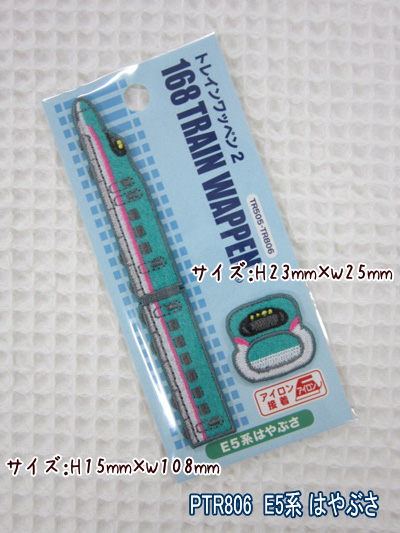 トレインワッペン 2
168 TRAIN WAPPEN
TR505-TR806
サイズ:H23mm×W25mm
アイロン
接着
アイロン
E5系はやぶさ
サイズ:H15mm×W108mm
PTR806 E5系 はやぶさ